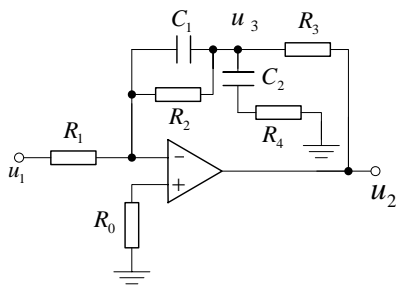 C₁
u₃
R₃
C₂
R₂
R₄
R₁
u₁
−
+
u₂
R₀